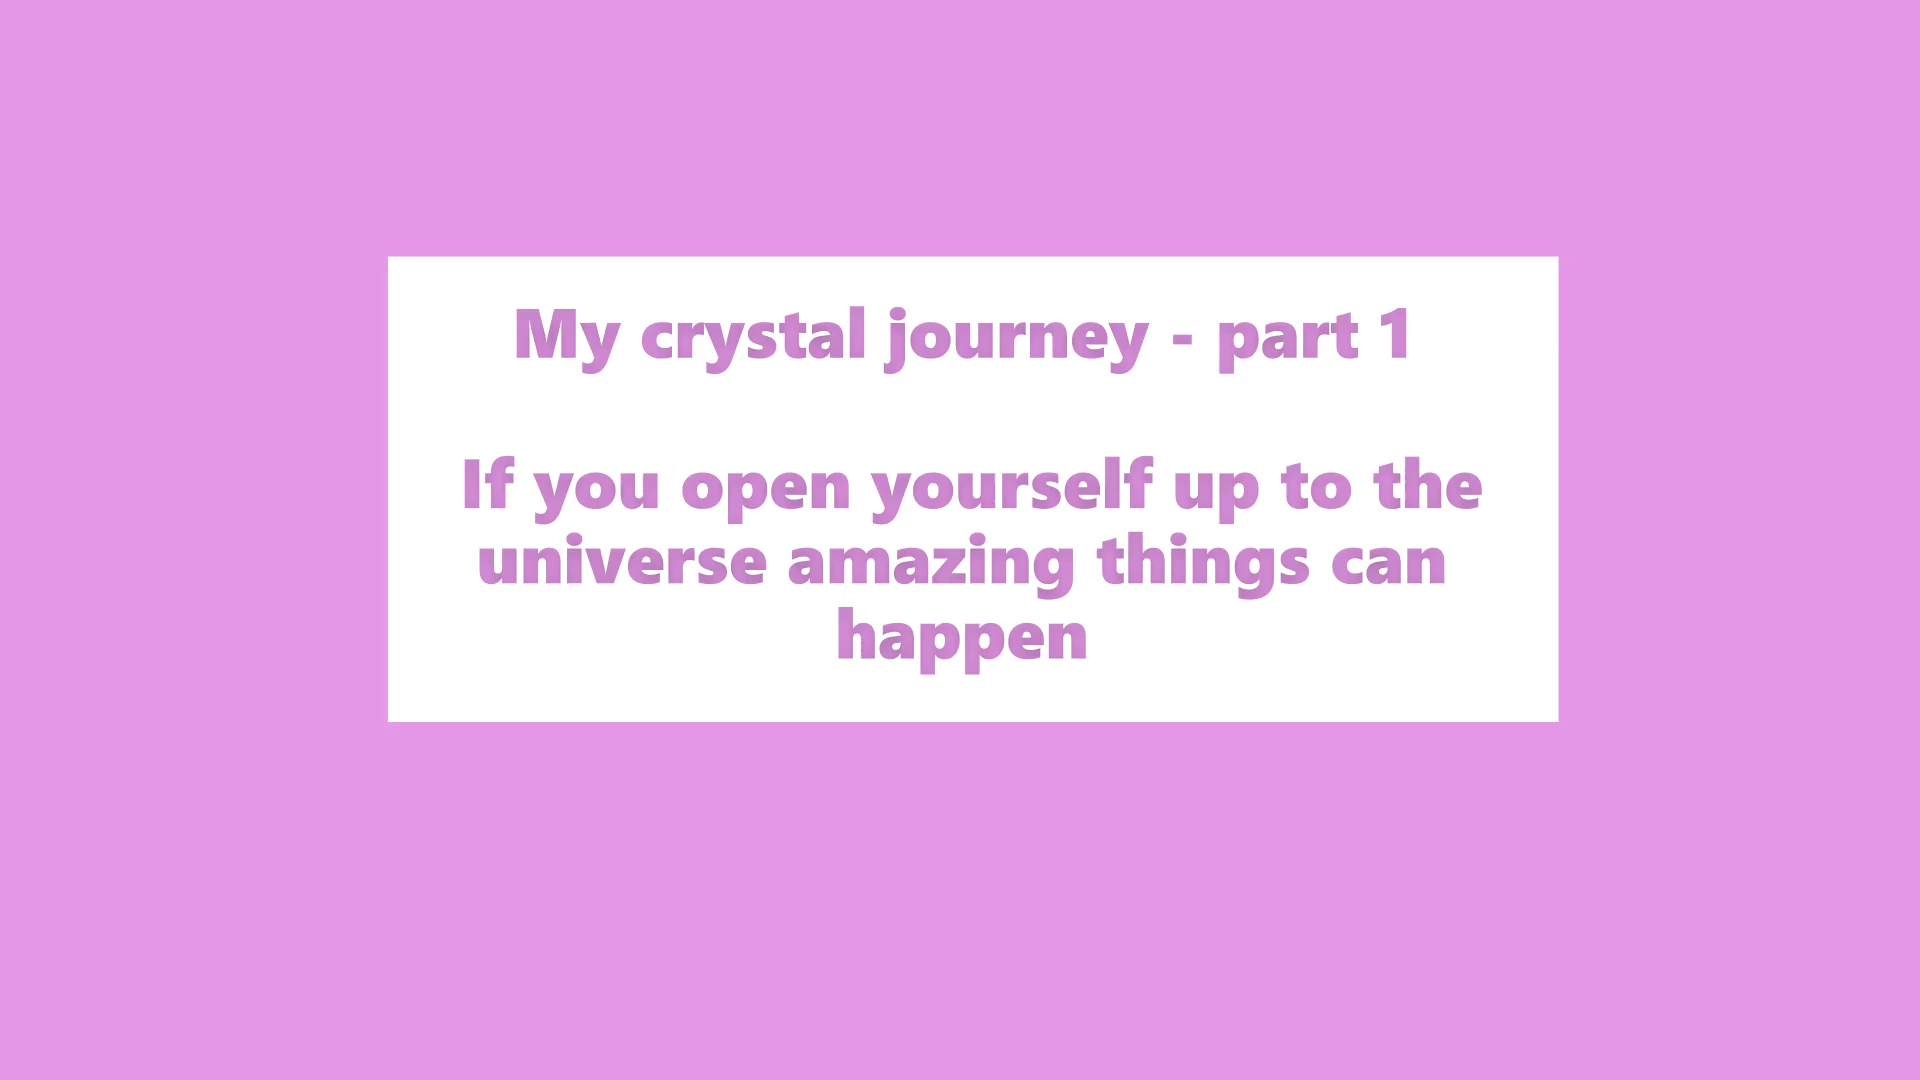 My crystal journey - part 1
If you open yourself up to the
universe amazing things can
happen